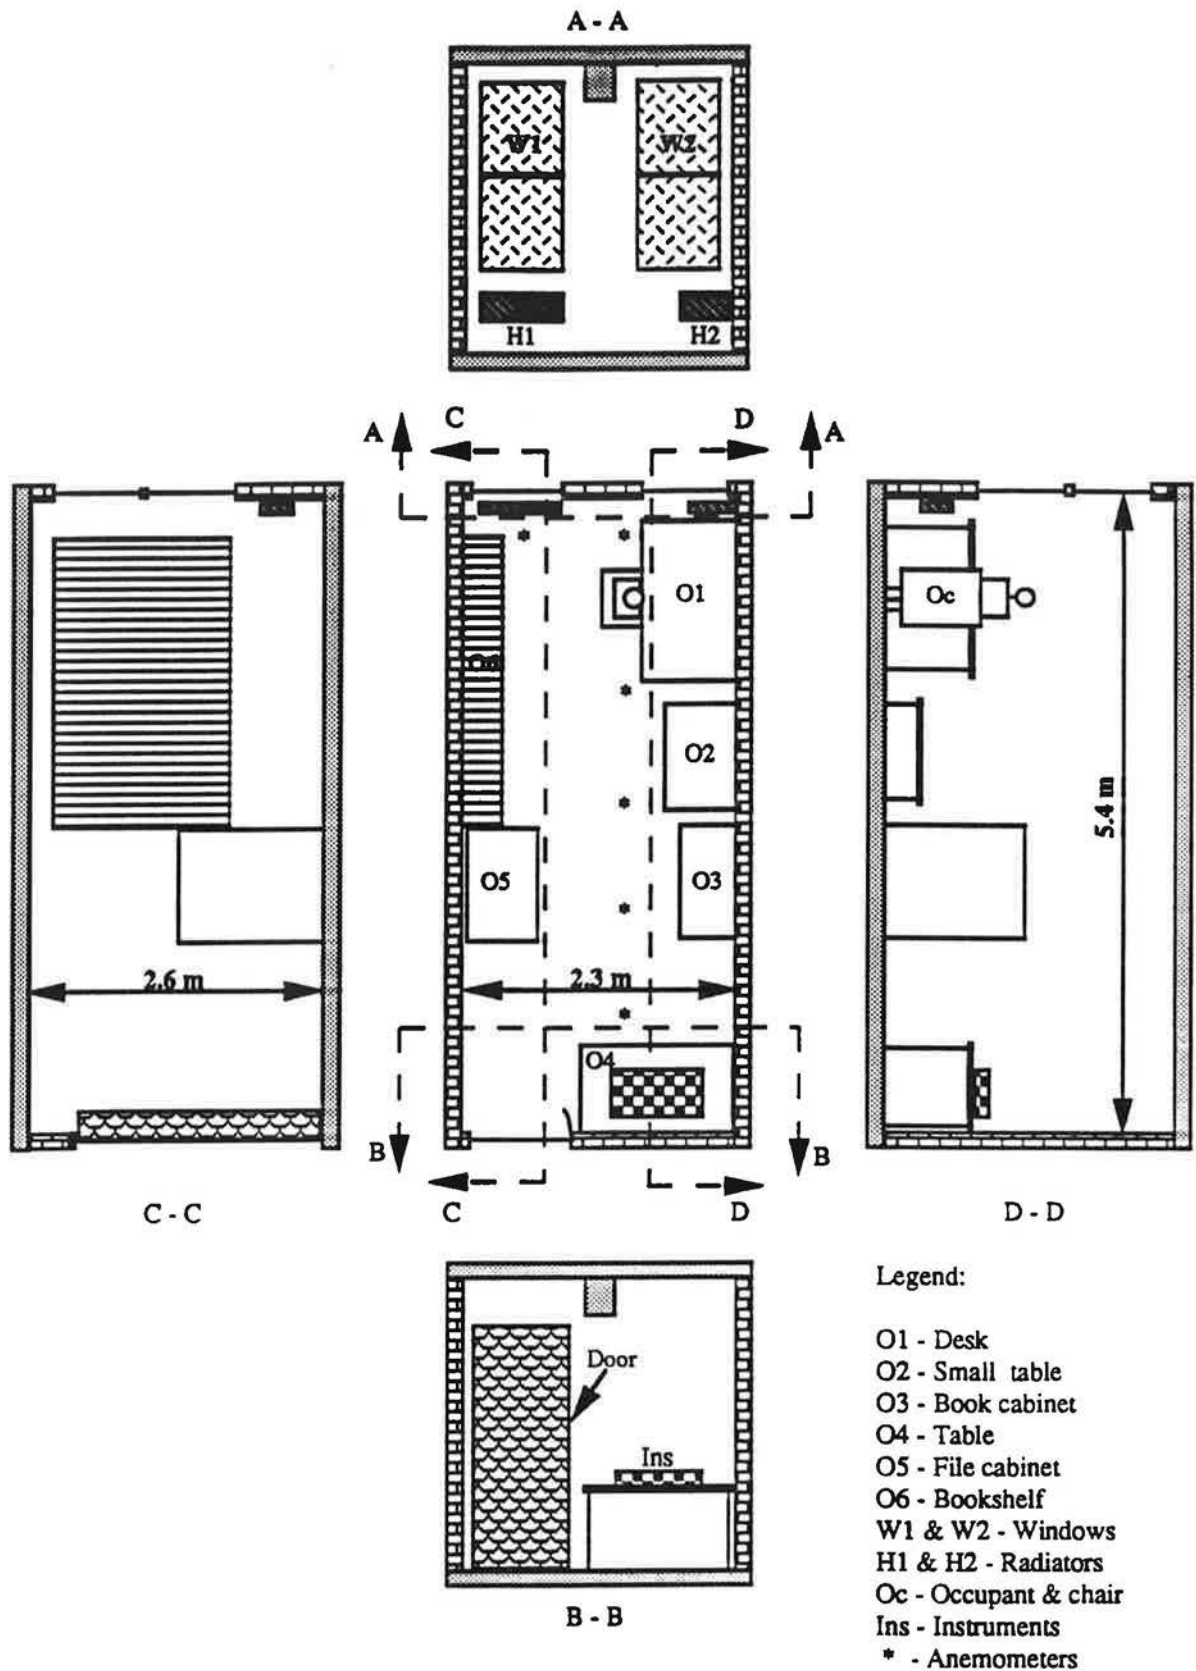 A - A
W1
W2
H1
H2
A
C
D
A
O1
Oc
O6
O2
5.4 m
O5
O3
2.6 m
2.3 m
O4
B
B
C
D
C - C
D - D
Door
Ins
B - B
Legend:
O1 - Desk
O2 - Small table
O3 - Book cabinet
O4 - Table
O5 - File cabinet
O6 - Bookshelf
W1 & W2 - Windows
H1 & H2 - Radiators
Oc - Occupant & chair
Ins - Instruments
* - Anemometers